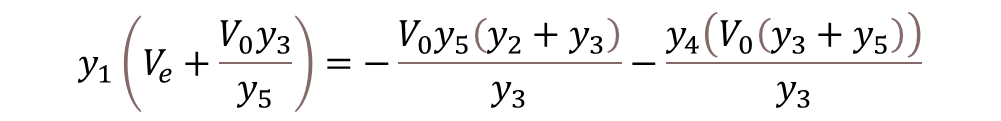 y₁(Vₑ + V₀y₃/y₅) = −V₀y₅(y₂ + y₃)/y₃ − y₄(V₀(y₃ + y₅))/y₃